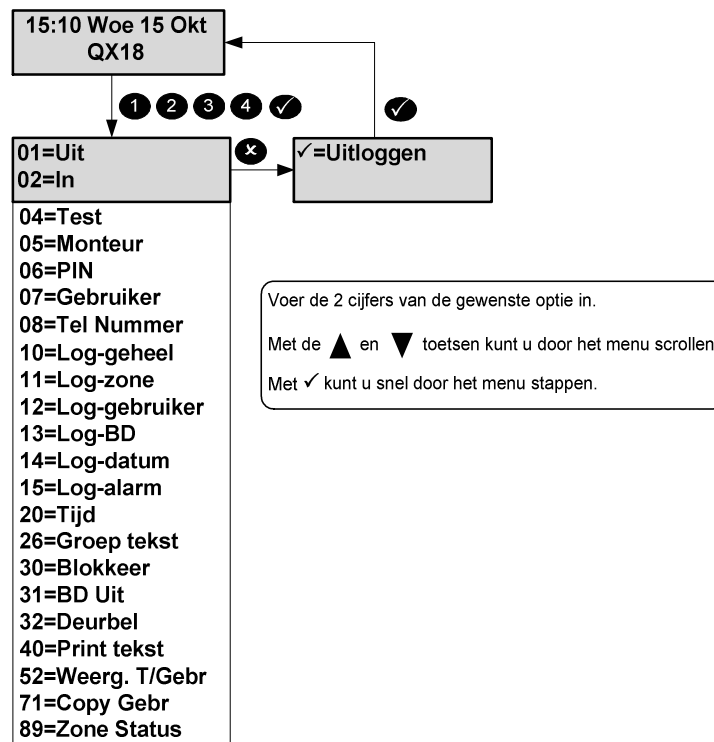 15:10 Woe 15 Okt
QX18
1 2 3 4 ✓
✓
01=Uit
02=In
x
✓=Uitloggen
04=Test
05=Monteur
06=PIN
07=Gebruiker
08=Tel Nummer
10=Log-geheel
11=Log-zone
12=Log-gebruiker
13=Log-BD
14=Log-datum
15=Log-alarm
20=Tijd
26=Groep tekst
30=Blokkeer
31=BD Uit
32=Deurbel
40=Print tekst
52=Weerg. T/Gebr
71=Copy Gebr
89=Zone Status
Voer de 2 cijfers van de gewenste optie in.
Met de ▲ en ▼ toetsen kunt u door het menu scrollen
Met ✓ kunt u snel door het menu stappen.